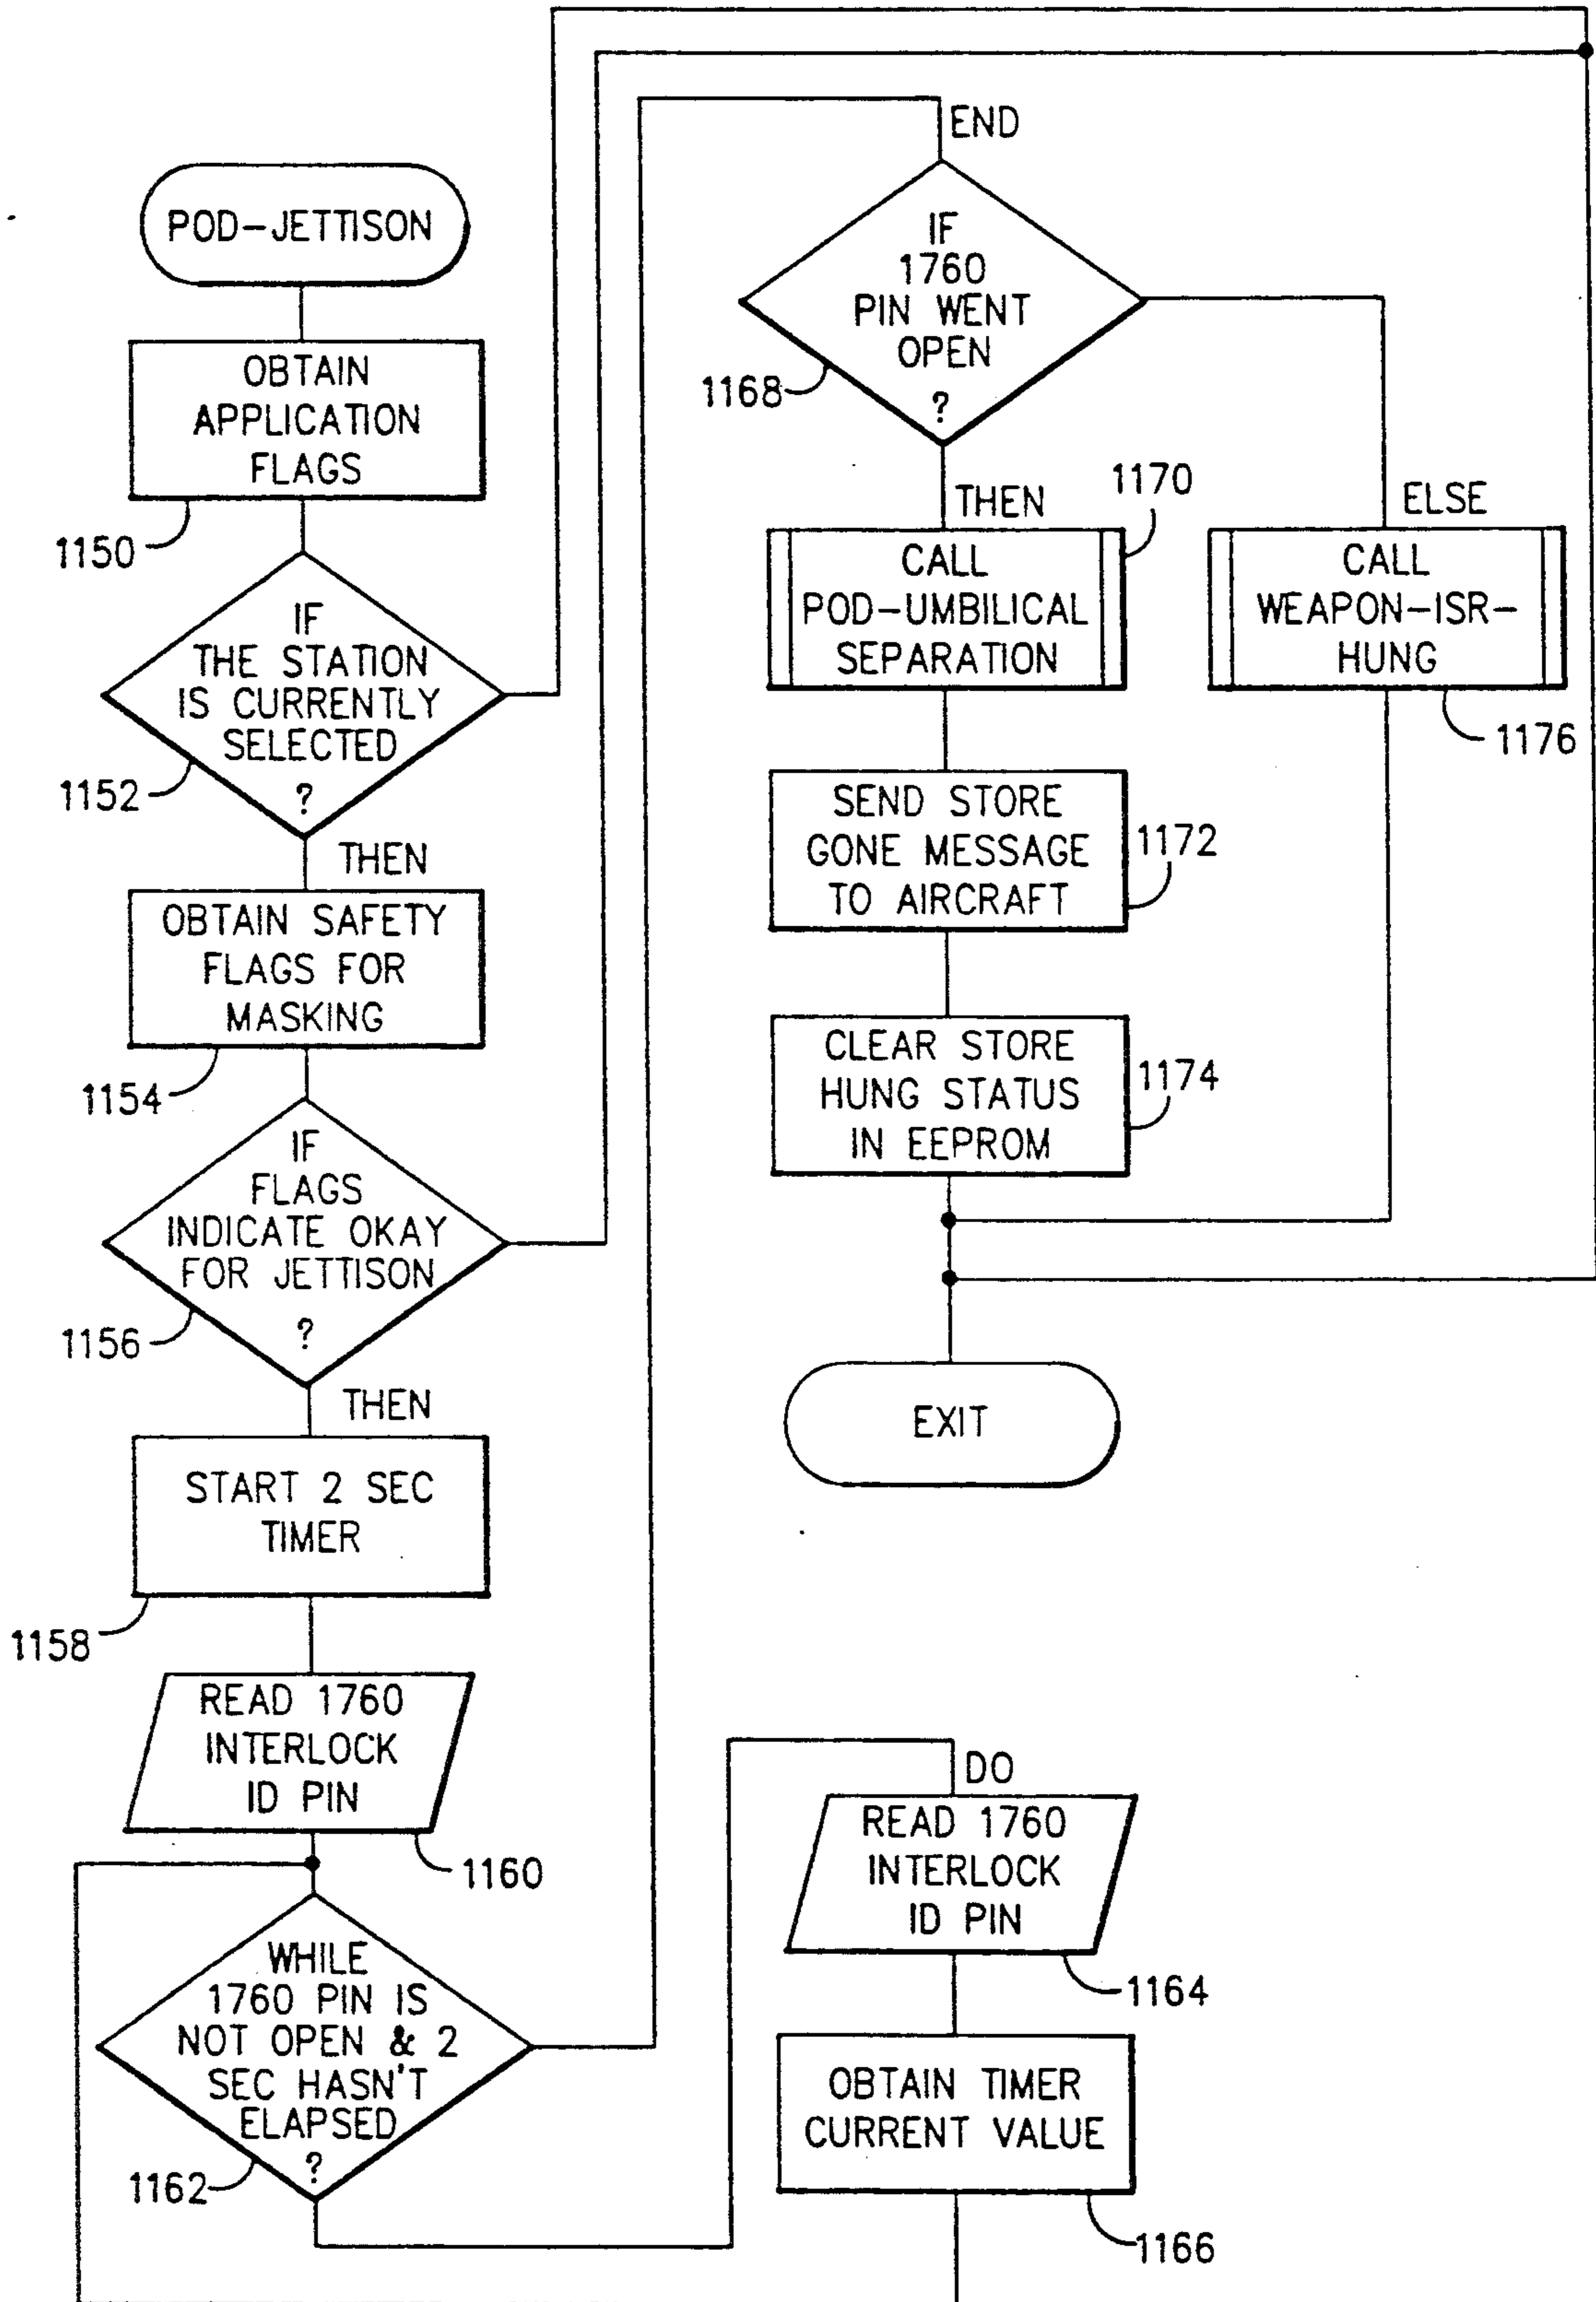 POD-JETTISON
OBTAIN
APPLICATION
FLAGS
1150
IF
THE STATION
IS CURRENTLY
SELECTED
?
1152
THEN
OBTAIN SAFETY
FLAGS FOR
MASKING
1154
IF
FLAGS
INDICATE OKAY
FOR JETTISON
?
1156
THEN
START 2 SEC
TIMER
1158
READ 1760
INTERLOCK
ID PIN
1160
WHILE
1760 PIN IS
NOT OPEN & 2
SEC HASN'T
ELAPSED
?
1162
DO
READ 1760
INTERLOCK
ID PIN
1164
OBTAIN TIMER
CURRENT VALUE
1166
END
IF
1760
PIN WENT
OPEN
?
1168
THEN
CALL
POD-UMBILICAL
SEPARATION
1170
SEND STORE
GONE MESSAGE
TO AIRCRAFT
1172
CLEAR STORE
HUNG STATUS
IN EEPROM
1174
ELSE
CALL
WEAPON-ISR-
HUNG
1176
EXIT